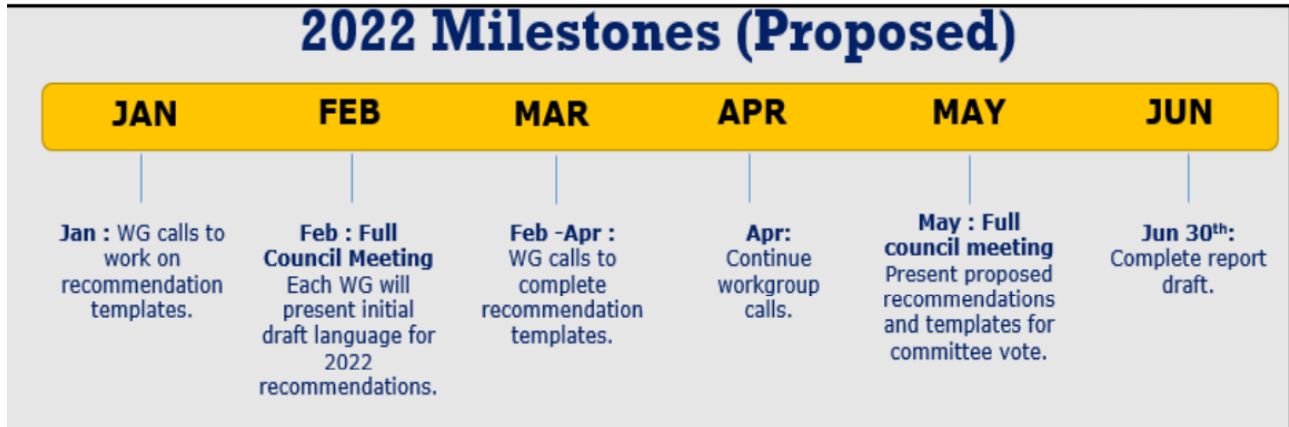 2022 Milestones (Proposed)
JAN FEB MAR APR MAY JUN
Jan : WG calls to
work on
recommendation
templates.
Feb : Full
Council Meeting
Each WG will
present initial
draft language for
2022
recommendations.
Feb -Apr :
WG calls to
complete
recommendation
templates.
Apr:
Continue
workgroup
calls.
May : Full
council meeting
Present proposed
recommendations
and templates for
committee vote.
Jun 30th:
Complete report
draft.